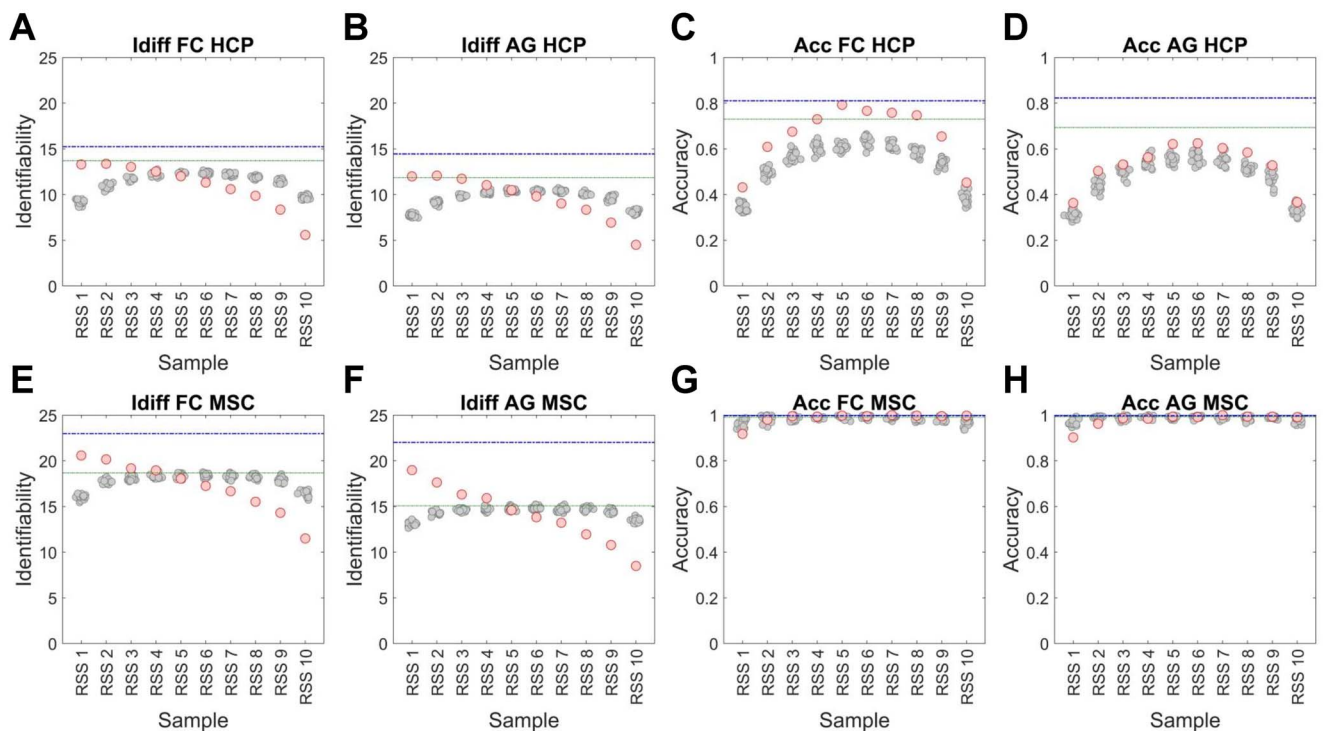 A
Idiff FC HCP
Identifiability
25
20
15
10
5
0
RSS 1
RSS 2
RSS 3
RSS 4
RSS 5
RSS 6
RSS 7
RSS 8
RSS 9
RSS 10
Sample
B
Idiff AG HCP
Identifiability
25
20
15
10
5
0
RSS 1
RSS 2
RSS 3
RSS 4
RSS 5
RSS 6
RSS 7
RSS 8
RSS 9
RSS 10
Sample
C
Acc FC HCP
Accuracy
1
0.8
0.6
0.4
0.2
0
RSS 1
RSS 2
RSS 3
RSS 4
RSS 5
RSS 6
RSS 7
RSS 8
RSS 9
RSS 10
Sample
D
Acc AG HCP
Accuracy
1
0.8
0.6
0.4
0.2
0
RSS 1
RSS 2
RSS 3
RSS 4
RSS 5
RSS 6
RSS 7
RSS 8
RSS 9
RSS 10
Sample
E
Idiff FC MSC
Identifiability
25
20
15
10
5
0
RSS 1
RSS 2
RSS 3
RSS 4
RSS 5
RSS 6
RSS 7
RSS 8
RSS 9
RSS 10
Sample
F
Idiff AG MSC
Identifiability
25
20
15
10
5
0
RSS 1
RSS 2
RSS 3
RSS 4
RSS 5
RSS 6
RSS 7
RSS 8
RSS 9
RSS 10
Sample
G
Acc FC MSC
Accuracy
1
0.8
0.6
0.4
0.2
0
RSS 1
RSS 2
RSS 3
RSS 4
RSS 5
RSS 6
RSS 7
RSS 8
RSS 9
RSS 10
Sample
H
Acc AG MSC
Accuracy
1
0.8
0.6
0.4
0.2
0
RSS 1
RSS 2
RSS 3
RSS 4
RSS 5
RSS 6
RSS 7
RSS 8
RSS 9
RSS 10
Sample